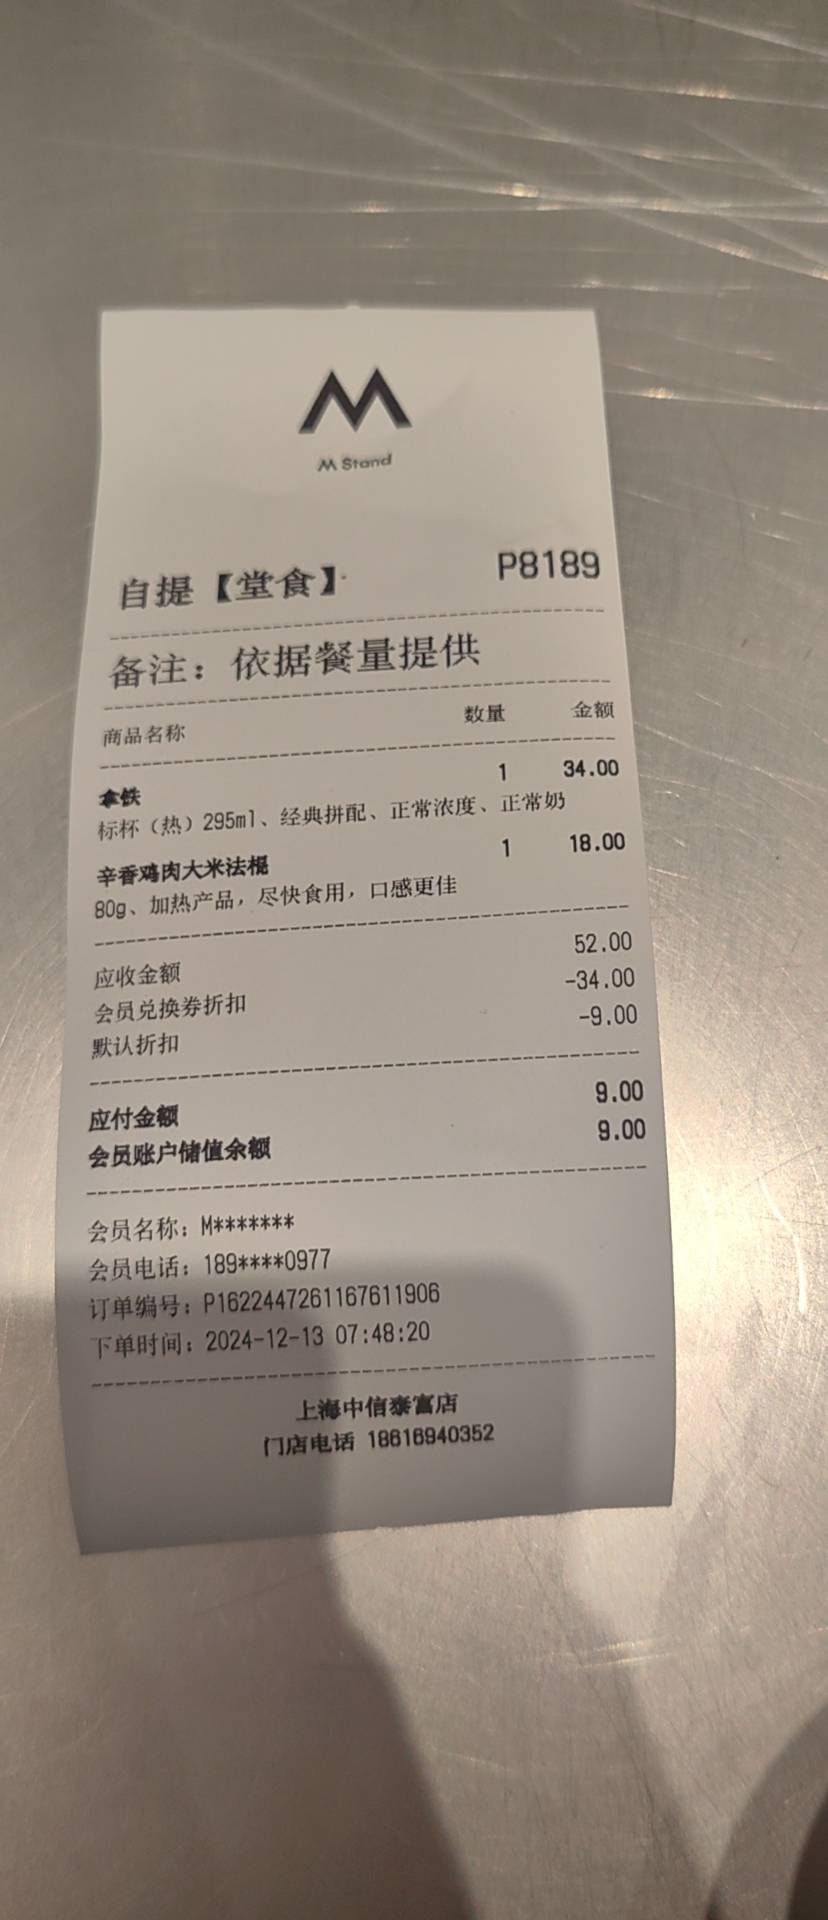 M Stand
自提【堂食】 P8189
备注：依据餐量提供
商品名称 数量 金额
拿铁 1 34.00
标杯（热）295ml、经典拼配、正常浓度、正常奶
辛香鸡肉大米法棍 1 18.00
80g、加热产品，尽快食用，口感更佳
应收金额 52.00
会员兑换券折扣 -34.00
默认折扣 -9.00
应付金额 9.00
会员账户储值余额 9.00
会员名称：M*******
会员电话：189****0977
订单编号：P1622447261167611906
下单时间：2024-12-13 07:48:20
上海中信泰富店
门店电话 18616940352